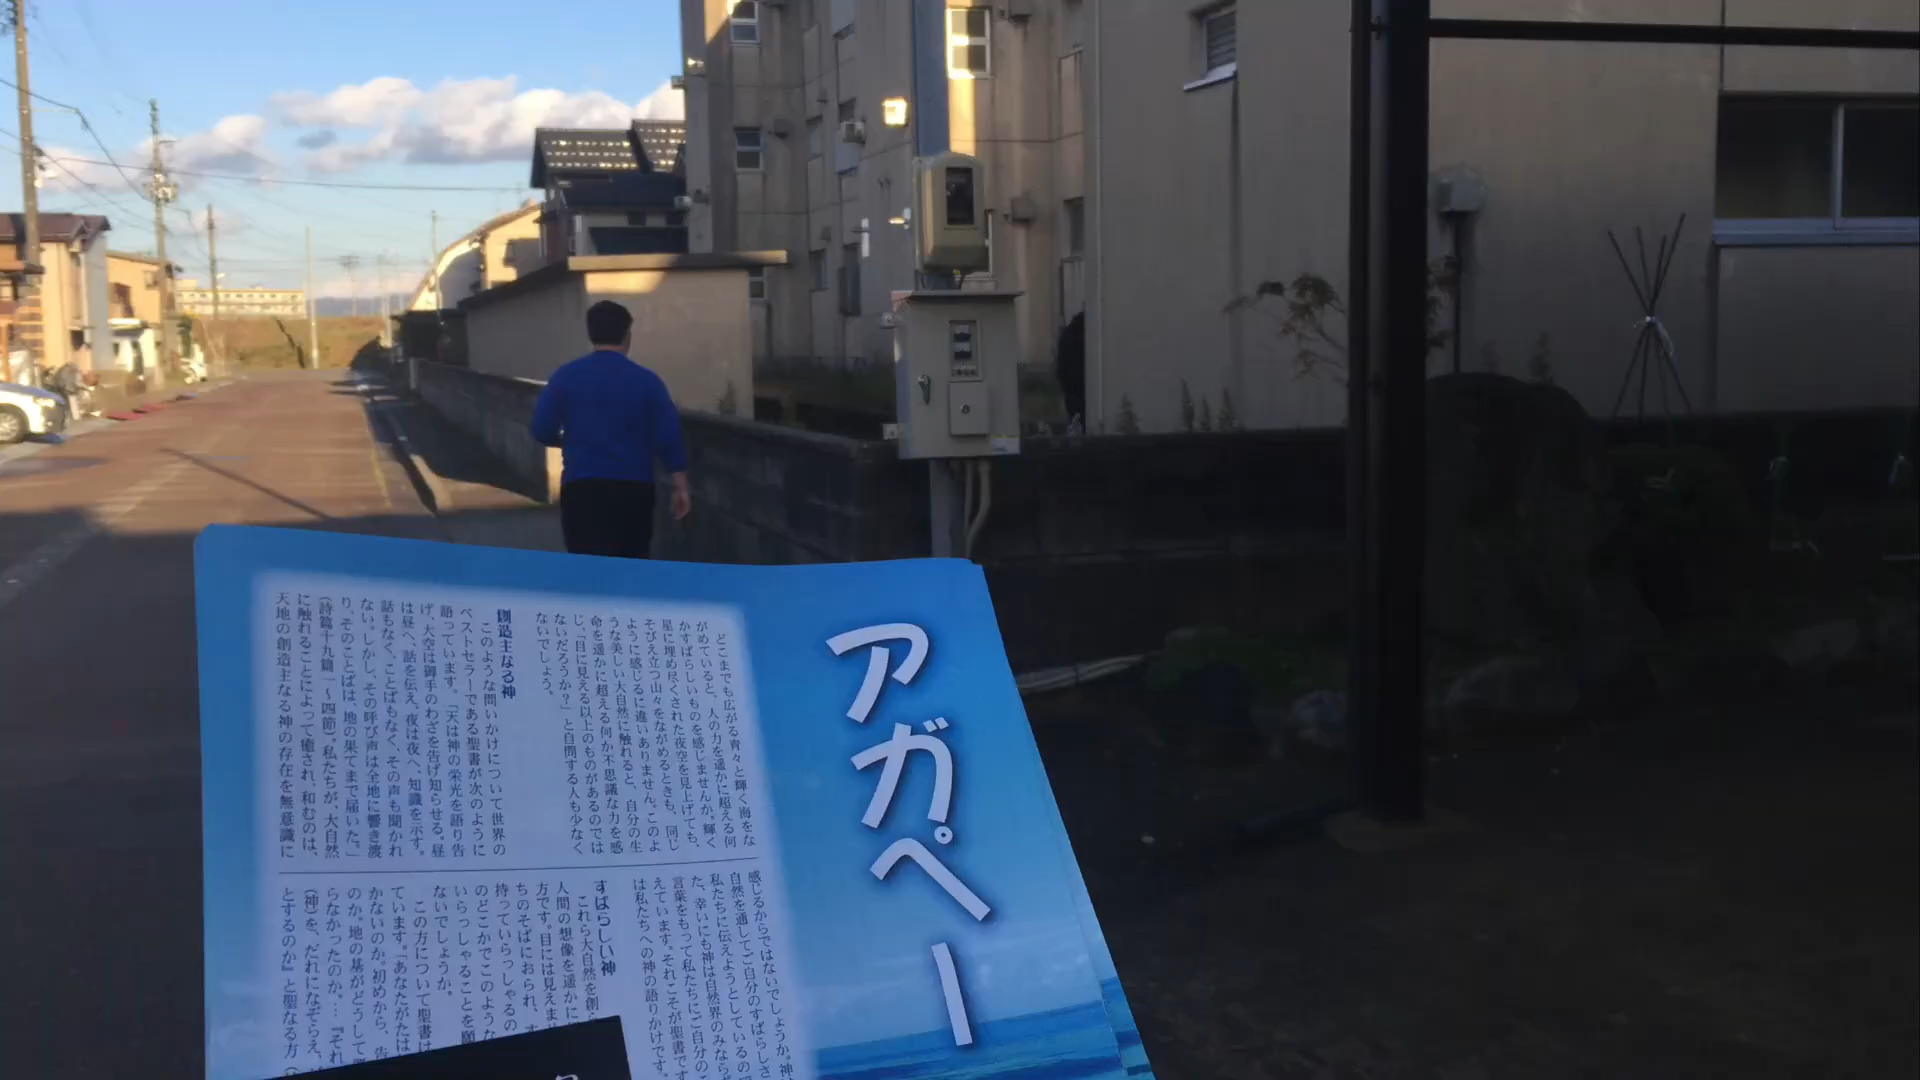 アガペー
どこまでも広がる青々と輝く海をな
がめていると、人の力を遥かに超える何
かすばらしいものを感じませんか。輝く
星に埋め尽くされた夜空を見上げても、
そびえ立つ山々をながめるときも、同じ
ように感じるに違いありません。このよ
うな美しい大自然に触れると、自分の生
命を遥かに超える何か不思議な力を感
じ、「目に見える以上のものがあるのでは
ないだろうか?」と自問する人も少なく
ないでしょう。
創造主なる神
このような問いかけについて世界の
ベストセラーである聖書が次のように
語っています。「天は神の栄光を語り告
げ、大空は御手のわざを告げ知らせる。昼
は昼へ、話を伝え、夜は夜へ、知識を示す。
話もなく、ことばもなく、その声も聞かれ
ない。しかし、その呼び声は全地に響き渡
り、そのことばは、地の果てまで届いた。」
(詩篇十九篇一〜四節)。私たちが、大自然
に触れることによって癒され、和むのは、
天地の創造主なる神の存在を無意識に
感じるからではないでしょうか。神
自然を通してご自分のすばらしさ
私たちに伝えようとしているの
た、幸いにも神は自然界のみならず
言葉をもって私たちにご自分のこ
えています。それこそが聖書です
は私たちへの神の語りかけです。
すばらしい神
これら大自然を創
人間の想像を遥かに
方です。目には見えませ
ちのそばにおられ、す
持っていらっしゃるの
のどこかでこのような
いらっしゃることを願
ないでしょうか。
この方について聖書は
ています。「あなたがたは
かないのか。初めから、告
のか。地の基がどうして
らなかったのか。…『それ
(神)を、だれになぞらえ、
とするのか』と聖なる方